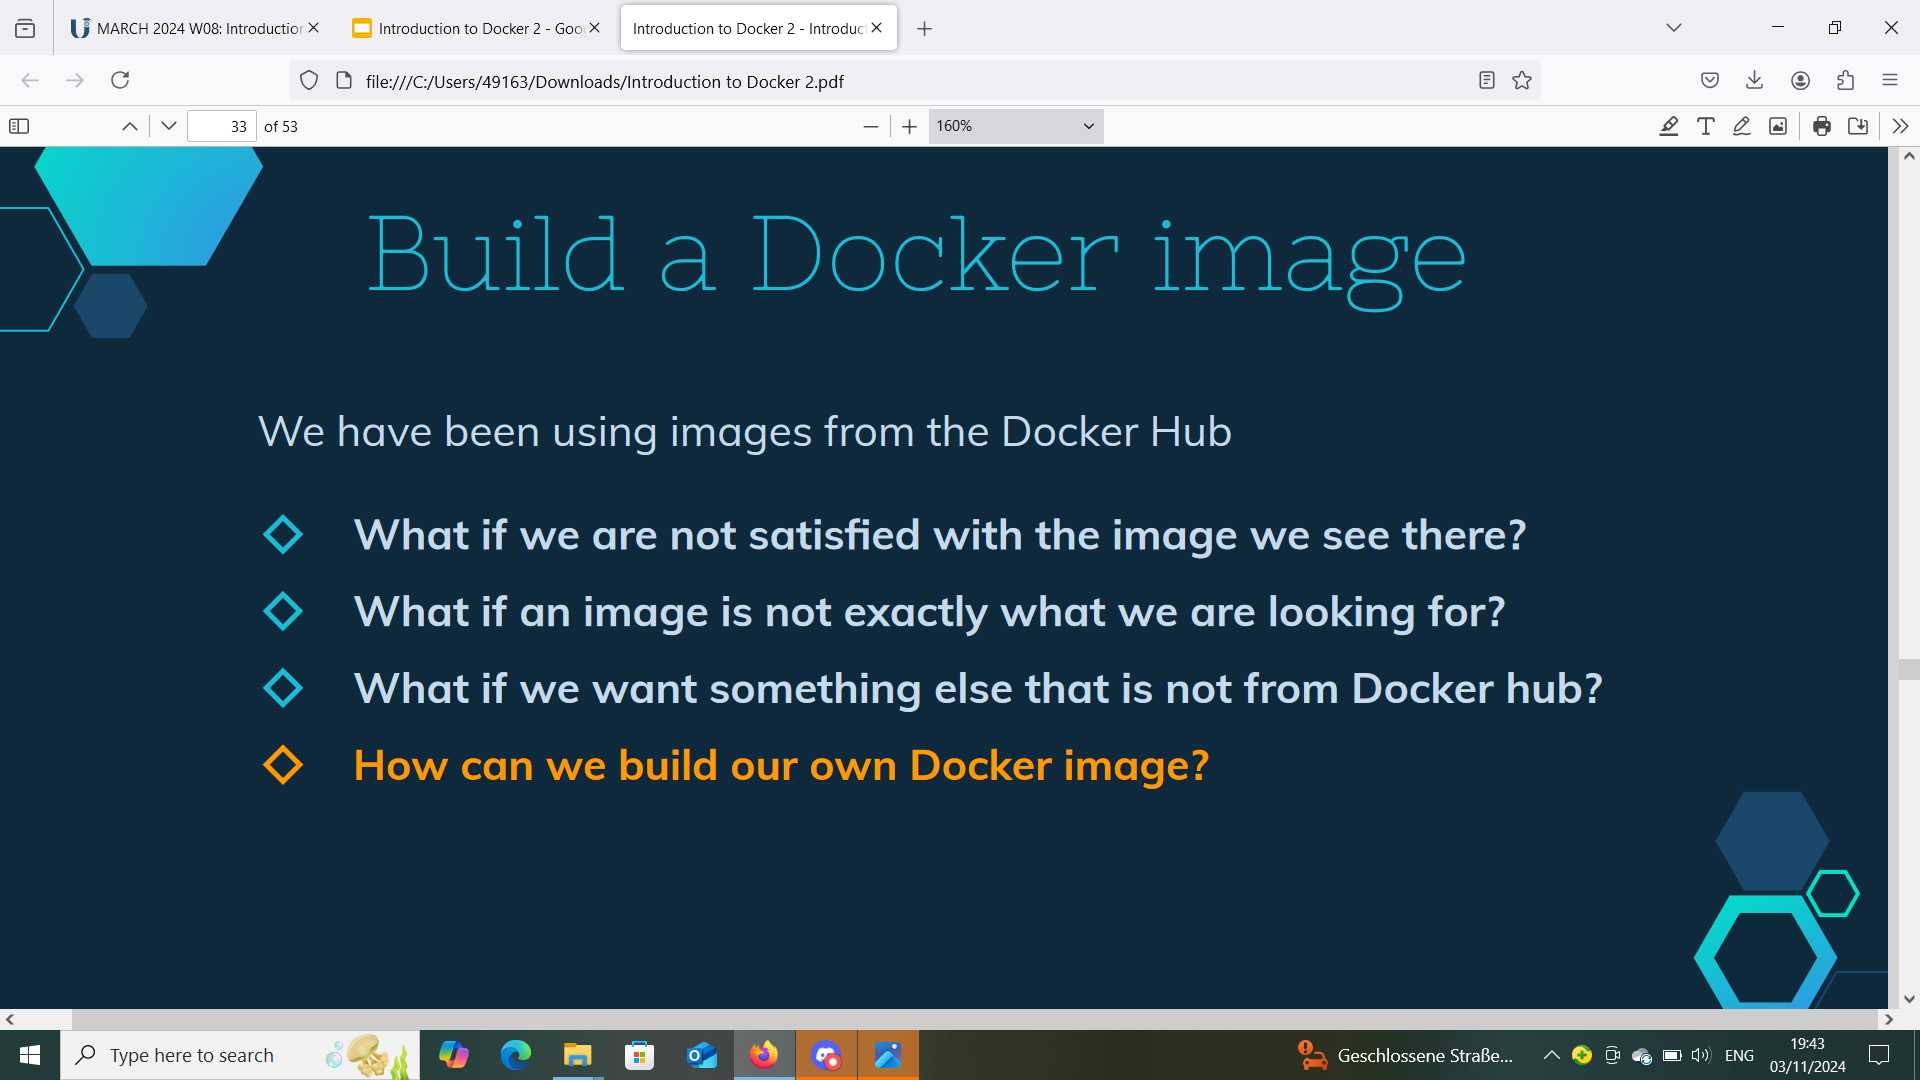 MARCH 2024 W08: Introduction
Introduction to Docker 2 - Goo
Introduction to Docker 2 - Introduc
file:///C:/Users/49163/Downloads/Introduction to Docker 2.pdf
33 of 53
160%
Build a Docker image
We have been using images from the Docker Hub
What if we are not satisfied with the image we see there?
What if an image is not exactly what we are looking for?
What if we want something else that is not from Docker hub?
How can we build our own Docker image?
Type here to search
Geschlossene Straße...
ENG
19:43
03/11/2024